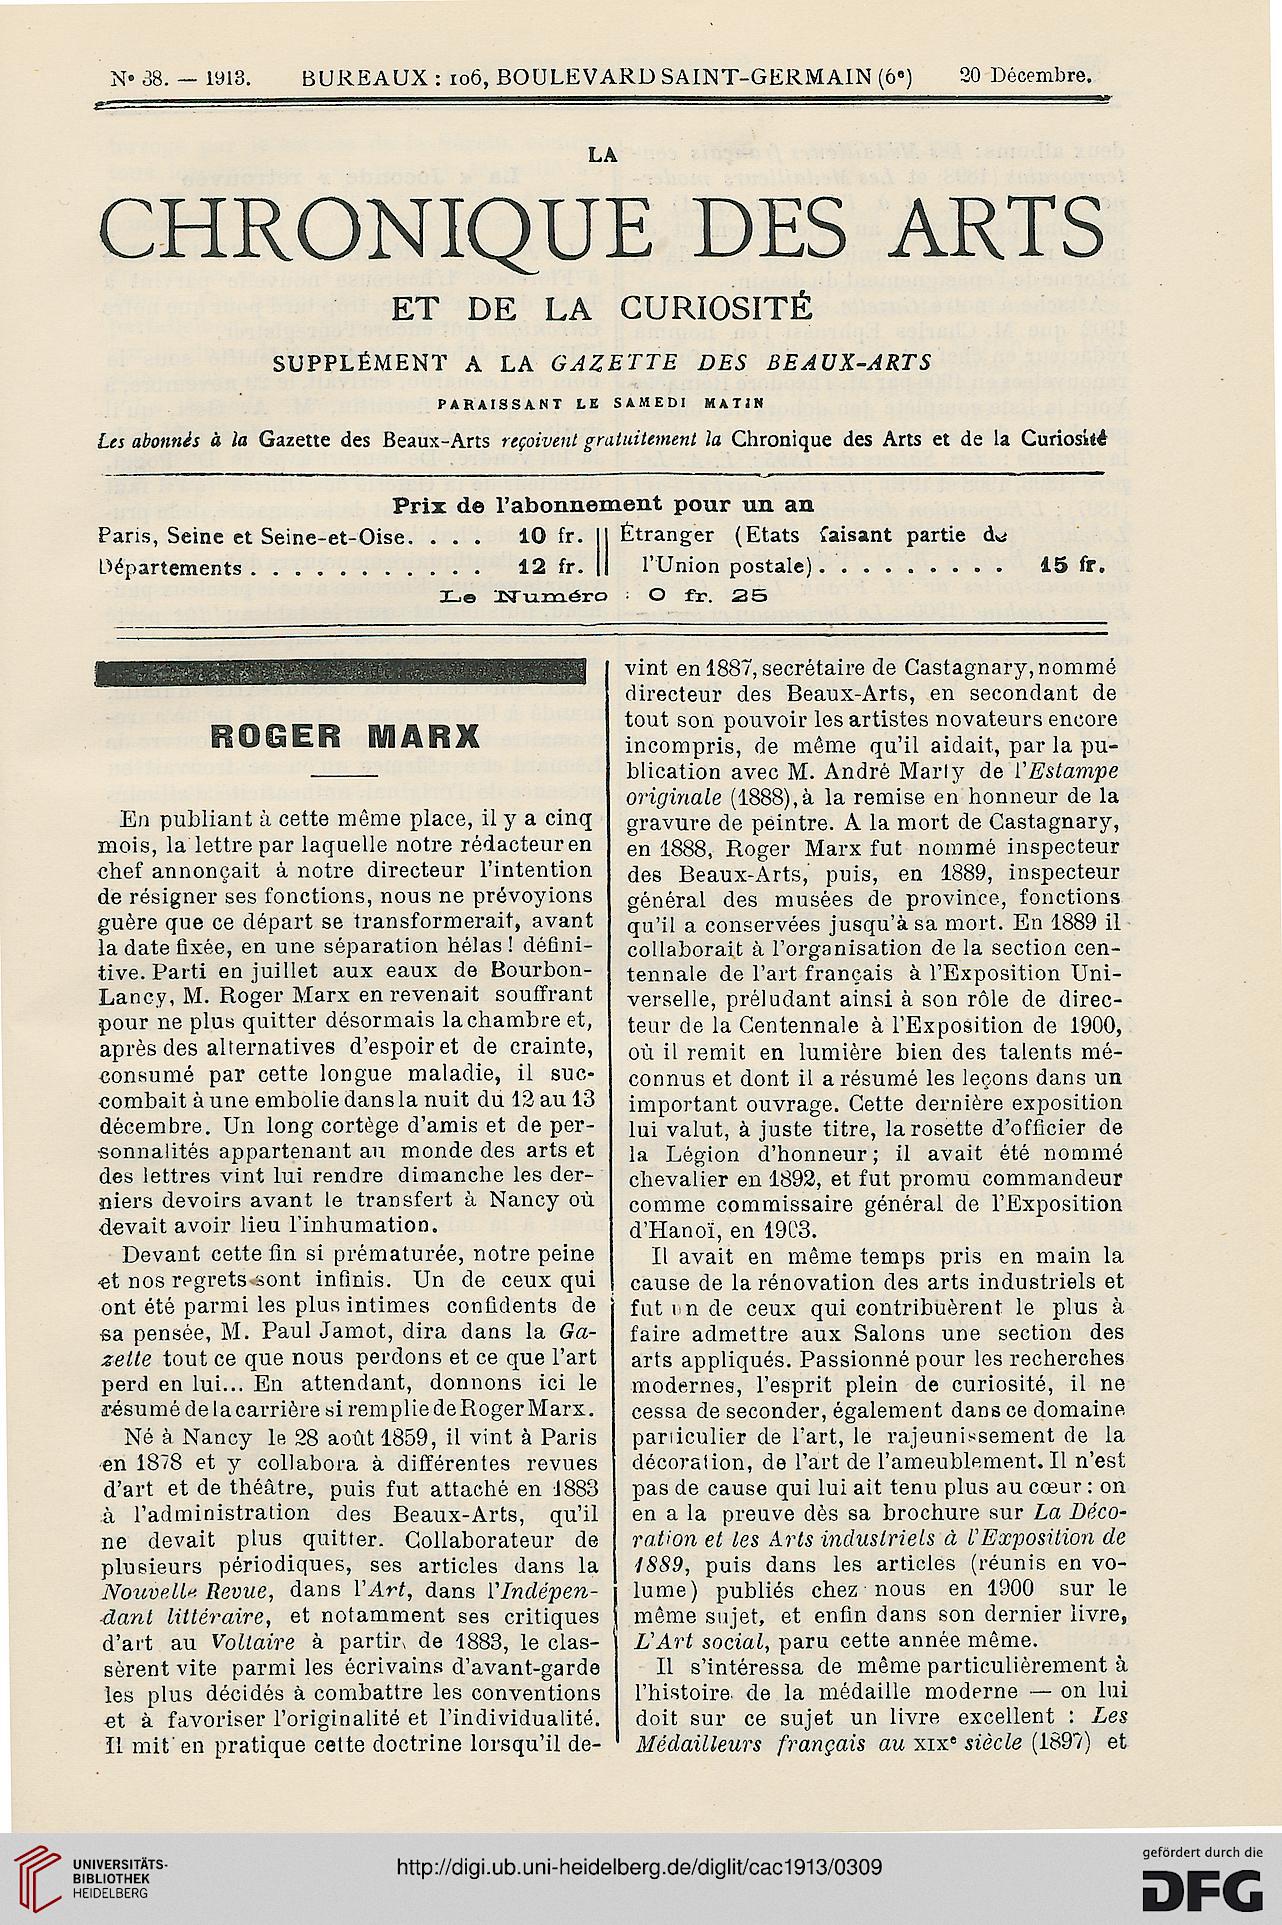 N° 38. — 1913. BUREAUX : 106, BOULEVARD SAINT-GERMAIN (6e) 20 Décembre.
LA
CHRONIQUE DES ARTS
ET DE LA CURIOSITÉ
SUPPLÉMENT A LA GAZETTE DES BEAUX-ARTS
PARAISSANT LE SAMEDI MATIN
Les abonnés à la Gazette des Beaux-Arts reçoivent gratuitement la Chronique des Arts et de la Curiosité
Prix de l'abonnement pour un an
Paris, Seine et Seine-et-Oise. . . . 10 fr.
Départements . . . . . . . . . . . 12 fr.
Étranger (Etats faisant partie de
l'Union postale) . . . . . . . . . 15 fr.
Le Numéro : 0 fr. 25
ROGER MARX
En publiant à cette même place, il y a cinq
mois, la lettre par laquelle notre rédacteur en
chef annonçait à notre directeur l'intention
de résigner ses fonctions, nous ne prévoyions
guère que ce départ se transformerait, avant
la date fixée, en une séparation hélas ! défini-
tive. Parti en juillet aux eaux de Bourbon-
Lancy, M. Roger Marx en revenait souffrant
pour ne plus quitter désormais la chambre et,
après des alternatives d'espoir et de crainte,
consumé par cette longue maladie, il suc-
combait à une embolie dans la nuit du 12 au 13
décembre. Un long cortège d'amis et de per-
sonnalités appartenant au monde des arts et
des lettres vint lui rendre dimanche les der-
niers devoirs avant le transfert à Nancy où
devait avoir lieu l'inhumation.
Devant cette fin si prématurée, notre peine
et nos regrets sont infinis. Un de ceux qui
ont été parmi les plus intimes confidents de
sa pensée, M. Paul Jamot, dira dans la Ga-
zette tout ce que nous perdons et ce que l'art
perd en lui... En attendant, donnons ici le
résumé de la carrière si remplie de Roger Marx.
Né à Nancy le 28 août 1859, il vint à Paris
en 1878 et y collabora à différentes revues
d'art et de théâtre, puis fut attaché en 1883
à l'administration des Beaux-Arts, qu'il
ne devait plus quitter. Collaborateur de
plusieurs périodiques, ses articles dans la
Nouvelle Revue, dans l'Art, dans l'Indépen-
dant littéraire, et notamment ses critiques
d'art au Voltaire à partir de 1883, le clas-
sèrent vite parmi les écrivains d'avant-garde
les plus décidés à combattre les conventions
et à favoriser l'originalité et l'individualité.
Il mit en pratique cette doctrine lorsqu'il de-
vint en 1887, secrétaire de Castagnary, nommé
directeur des Beaux-Arts, en secondant de
tout son pouvoir les artistes novateurs encore
incompris, de même qu'il aidait, par la pu-
blication avec M. André Marty de l'Estampe
originale (1888), à la remise en honneur de la
gravure de peintre. A la mort de Castagnary,
en 1888, Roger Marx fut nommé inspecteur
des Beaux-Arts, puis, en 1889, inspecteur
général des musées de province, fonctions
qu'il a conservées jusqu'à sa mort. En 1889 il
collaborait à l'organisation de la section cen-
tennale de l'art français à l'Exposition Uni-
verselle, préludant ainsi à son rôle de direc-
teur de la Centennale à l'Exposition de 1900,
où il remit en lumière bien des talents mé-
connus et dont il a résumé les leçons dans un
important ouvrage. Cette dernière exposition
lui valut, à juste titre, la rosette d'officier de
la Légion d'honneur ; il avait été nommé
chevalier en 1892, et fut promu commandeur
comme commissaire général de l'Exposition
d'Hanoï, en 1903.
Il avait en même temps pris en main la
cause de la rénovation des arts industriels et
fut un de ceux qui contribuèrent le plus à
faire admettre aux Salons une section des
arts appliqués. Passionné pour les recherches
modernes, l'esprit plein de curiosité, il ne
cessa de seconder, également dans ce domaine
particulier de l'art, le rajeunissement de la
décoration, de l'art de l'ameublement. Il n'est
pas de cause qui lui ait tenu plus au cœur : on
en a la preuve dès sa brochure sur La Déco-
ration et les Arts industriels à l'Exposition de
1889, puis dans les articles (réunis en vo-
lume) publiés chez nous en 1900 sur le
même sujet, et enfin dans son dernier livre,
L'Art social, paru cette année même.
Il s'intéressa de même particulièrement à
l'histoire de la médaille moderne — on lui
doit sur ce sujet un livre excellent : Les
Médailleurs français au XIXe siècle (1897) et
UNIVERSITÄTS-
BIBLIOTHEK
HEIDELBERG
http://digi.ub.uni-heidelberg.de/diglit/cac1913/0309
gefördert durch die
DFG